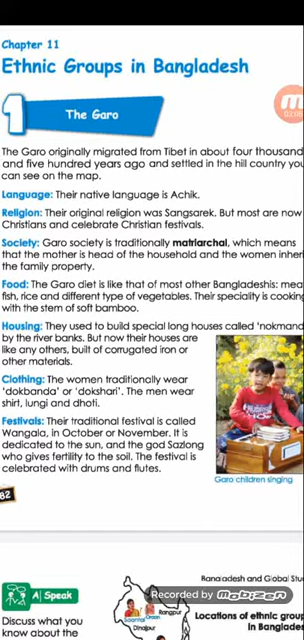 Chapter 11
Ethnic Groups in Bangladesh
1
The Garo
03:08
The Garo originally migrated from Tibet in about four thousand
and five hundred years ago and settled in the hill country you
can see on the map.
Language: Their native language is Achik.
Religion: Their original religion was Sangsarek. But most are now
Christians and celebrate Christian festivals.
Society: Garo society is traditionally matriarchal, which means
that the mother is head of the household and the women inheri
the family property.
Food: The Garo diet is like that of most other Bangladeshis: mea
fish, rice and different type of vegetables. Their speciality is cooking
with the stem of soft bamboo.
Housing: They used to build special long houses called 'nokmand
by the river banks. But now their houses are
like any others, built of corrugated iron or
other materials.
Clothing: The women traditionally wear
'dokbanda' or 'dokshari'. The men wear
shirt, lungi and dhoti.
Festivals: Their traditional festival is called
Wangala, in October or November. It is
dedicated to the sun, and the god Saziong
who gives fertility to the soil. The festival is
celebrated with drums and flutes.
Garo children singing
82
Bangladesh and Global Stu
A Speak
Recorded by mobizen
Discuss what you
know about the
Rangpur
Dinajpur
Locations of ethnic group
in Banglades